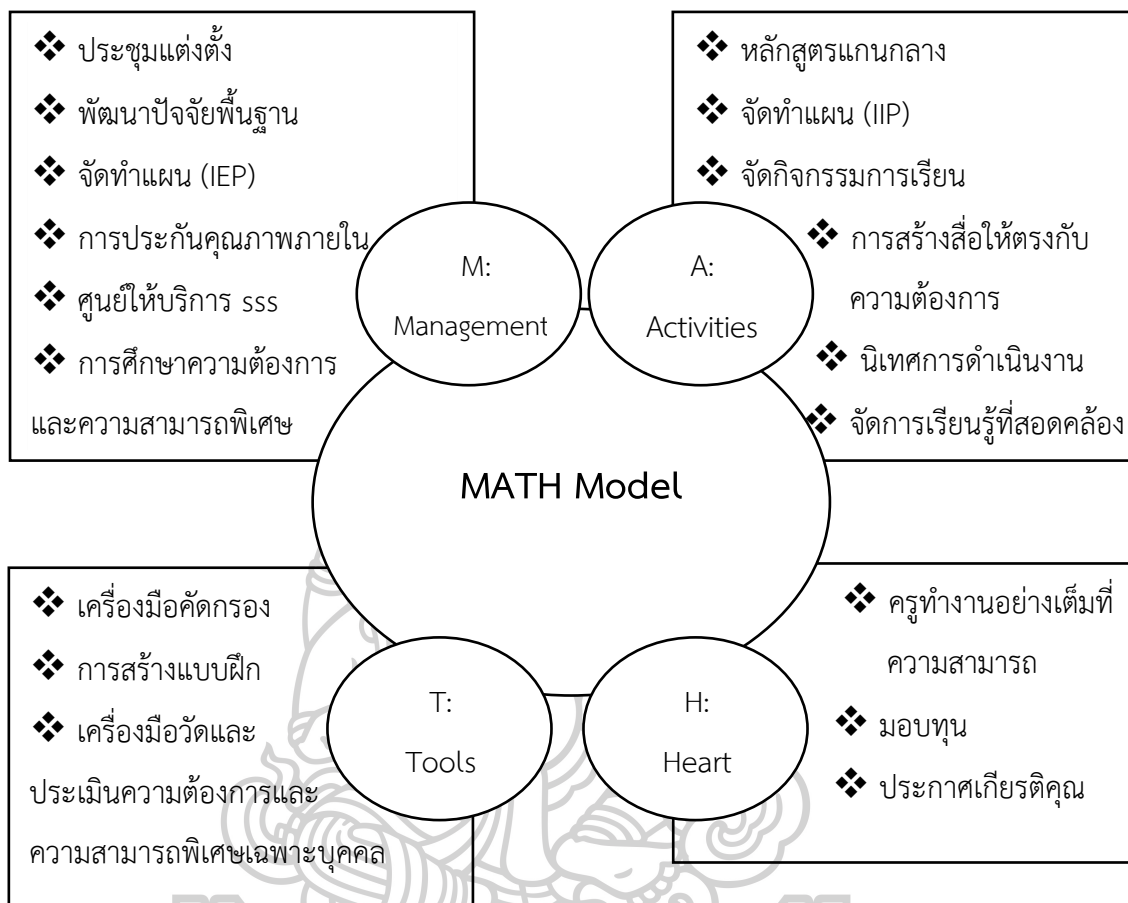 ❖ ประชุมแต่งตั้ง
❖ พัฒนาปัจจัยพื้นฐาน
❖ จัดทำแผน (IEP)
❖ การประกันคุณภาพภายใน
❖ ศูนย์ให้บริการ sss
❖ การศึกษาความต้องการ
และความสามารถพิเศษ
M:
Management
❖ หลักสูตรแกนกลาง
❖ จัดทำแผน (IIP)
❖ จัดกิจกรรมการเรียน
❖ การสร้างสื่อให้ตรงกับ
ความต้องการ
❖ นิเทศการดำเนินงาน
❖ จัดการเรียนรู้ที่สอดคล้อง
A:
Activities
MATH Model
❖ เครื่องมือคัดกรอง
❖ การสร้างแบบฝึก
❖ เครื่องมือวัดและ
ประเมินความต้องการและ
ความสามารถพิเศษเฉพาะบุคคล
T:
Tools
H:
Heart
❖ ครูทำงานอย่างเต็มที่
ความสามารถ
❖ มอบทุน
❖ ประกาศเกียรติคุณ